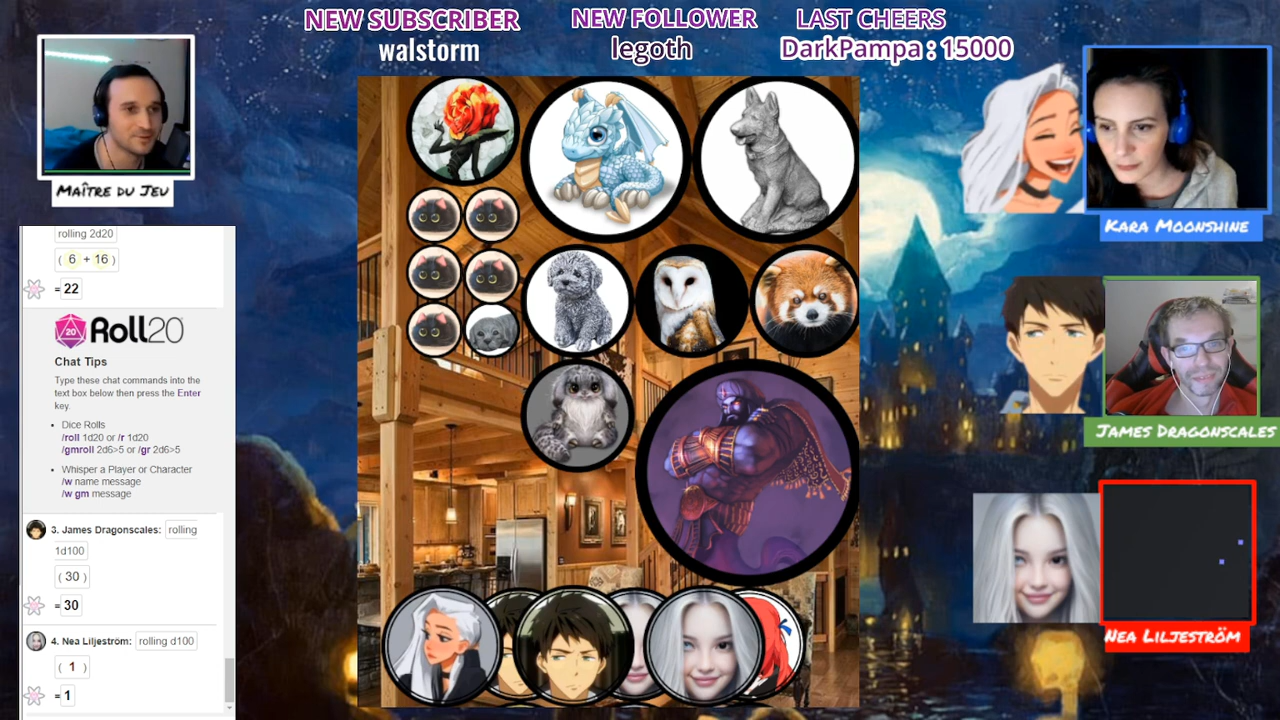 NEW SUBSCRIBER
walstorm
NEW FOLLOWER
legoth
LAST CHEERS
DarkPampa : 15000
MAÎTRE DU JEU
rolling 2d20
( 6 + 16 )
=22
20
Roll20
Chat Tips
Type these chat commands into the
text box below then press the Enter
key.
• Dice Rolls
/roll 1d20 or /r 1d20
/gmroll 2d6>5 or /gr 2d6>5
• Whisper a Player or Character
/w name message
/w gm message
3. James Dragonscales: rolling
1d100
( 30 )
=30
4. Nea Liljeström: rolling d100
( 1 )
=1
KARA MOONSHINE
JAMES DRAGONSCALES
NEA LILJESTRÖM